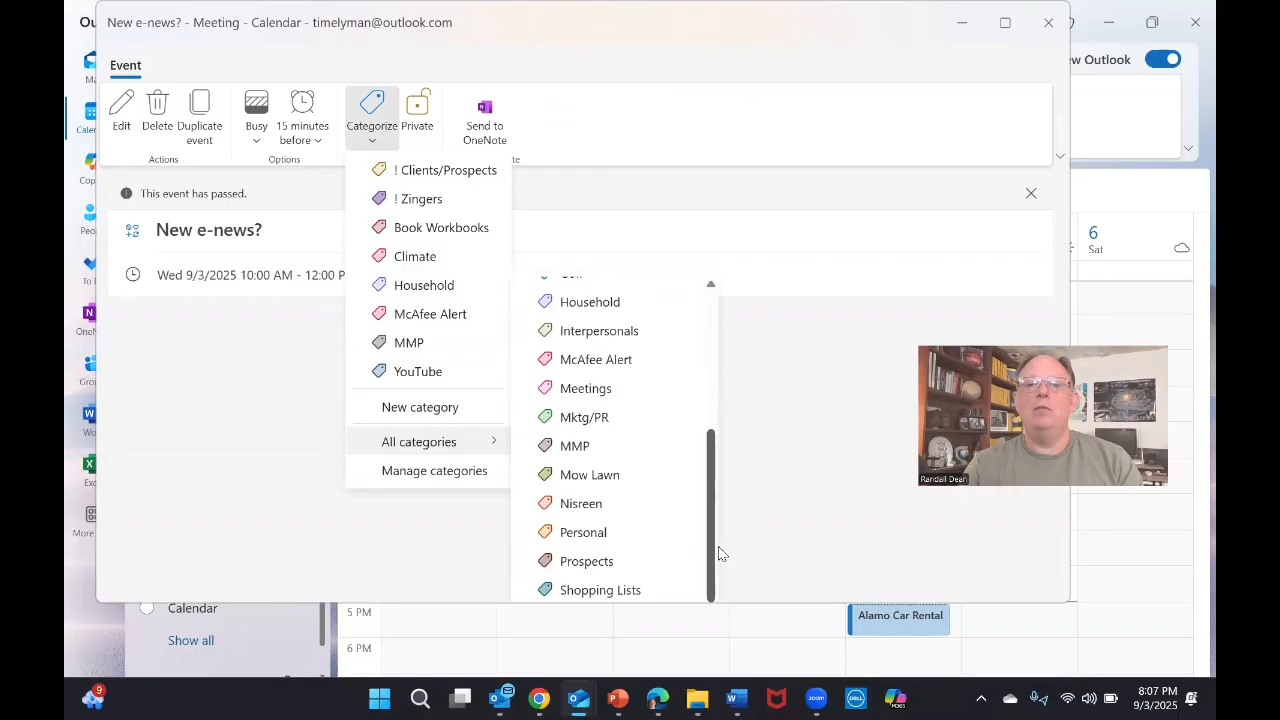 New e-news? - Meeting - Calendar - timelyman@outlook.com
Event
Edit
Delete
Duplicate event
Actions
Busy
15 minutes before
Options
Categorize
Private
Send to OneNote
New Outlook
This event has passed.
New e-news?
Wed 9/3/2025 10:00 AM - 12:00 P
! Clients/Prospects
! Zingers
Book Workbooks
Climate
Household
McAfee Alert
MMP
YouTube
New category
All categories
Manage categories
Household
Interpersonals
McAfee Alert
Meetings
Mktg/PR
MMP
Mow Lawn
Nisreen
Personal
Prospects
Shopping Lists
6
Sat
Randall Dean
Calendar
Show all
5 PM
6 PM
Alamo Car Rental
9
8:07 PM
9/3/2025